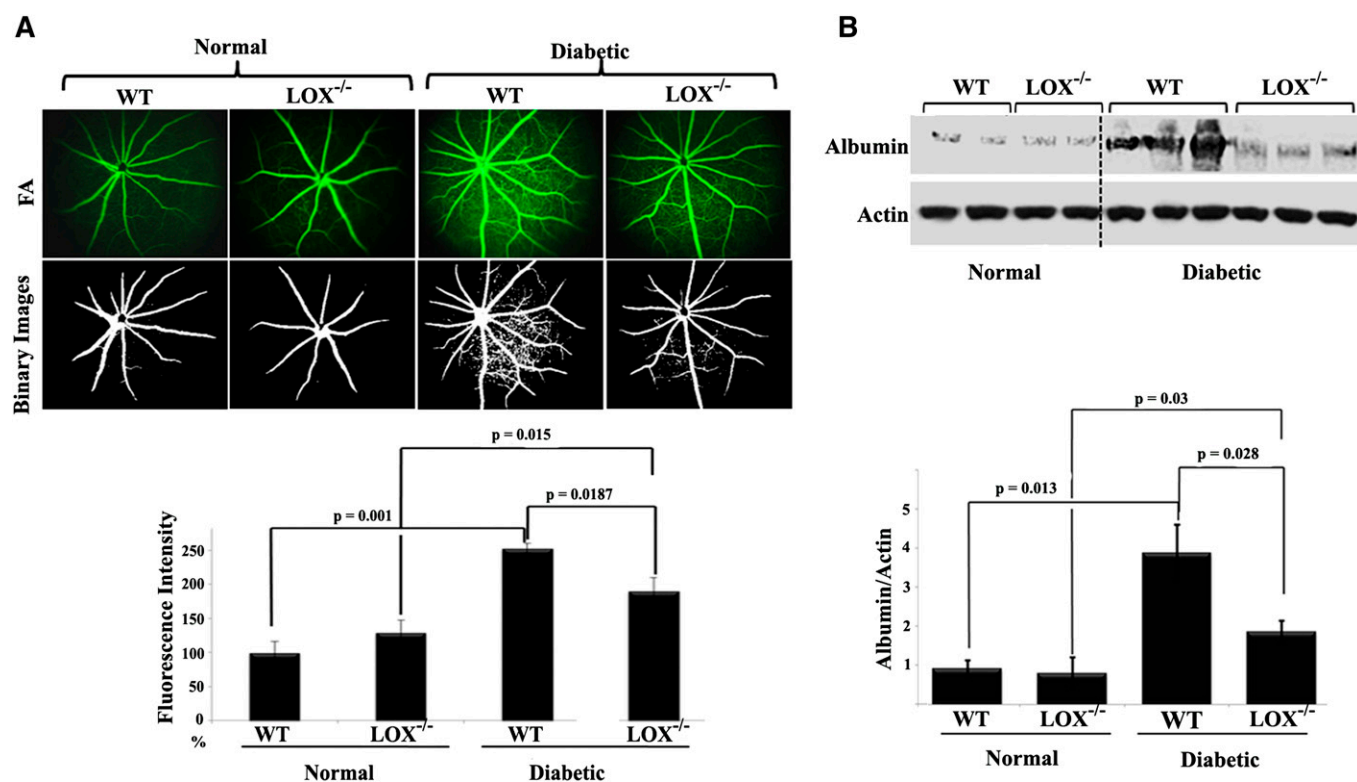 A
Normal
Diabetic
WT
LOX-/-
WT
LOX-/-
FA
Binary Images
p = 0.015
p = 0.001
p = 0.0187
Fluorescence Intensity
250
200
150
100
50
0
%
WT
LOX-/-
WT
LOX-/-
Normal
Diabetic
B
WT
LOX-/-
WT
LOX-/-
Albumin
Actin
Normal
Diabetic
p = 0.03
p = 0.028
p = 0.013
Albumin/Actin
5
4
3
2
1
WT
LOX-/-
WT
LOX-/-
Normal
Diabetic